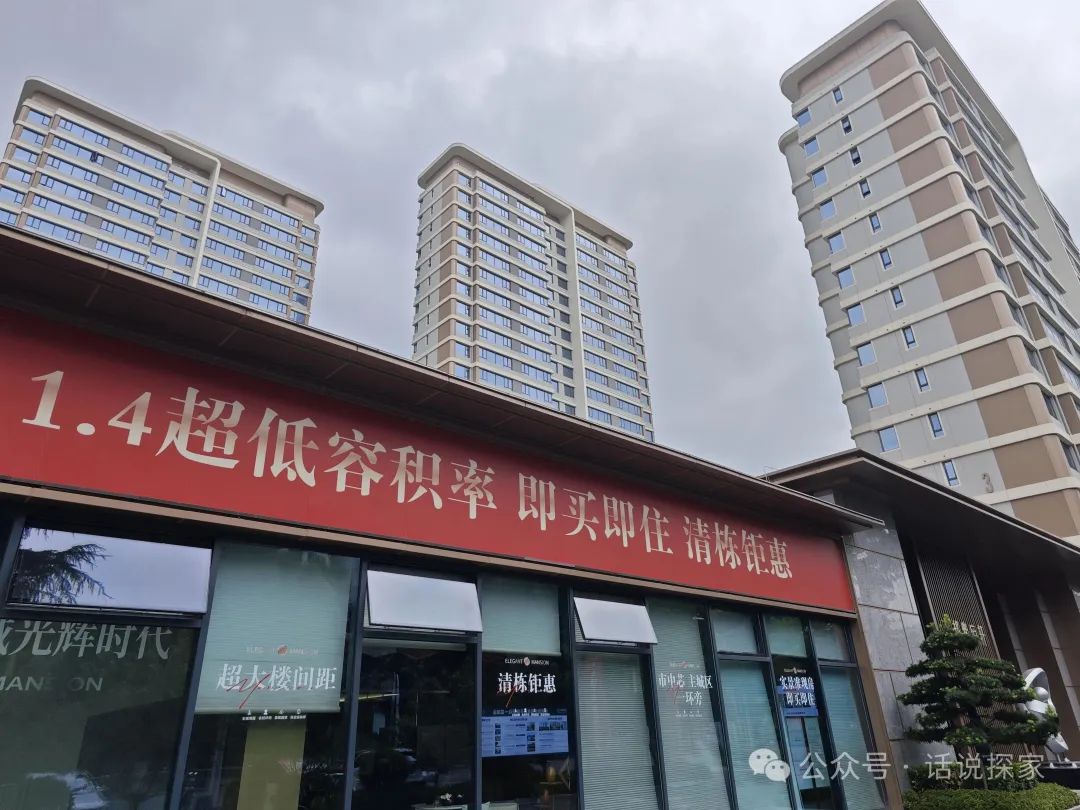 1.4超低容积率 即买即住 清栋钜惠
光辉时代
MANSION
超大楼间距
ELEGANT MANSION
清栋钜惠
市中芯 主城区
一环旁
实景准现房
即买即住
3
公众号·话说探家